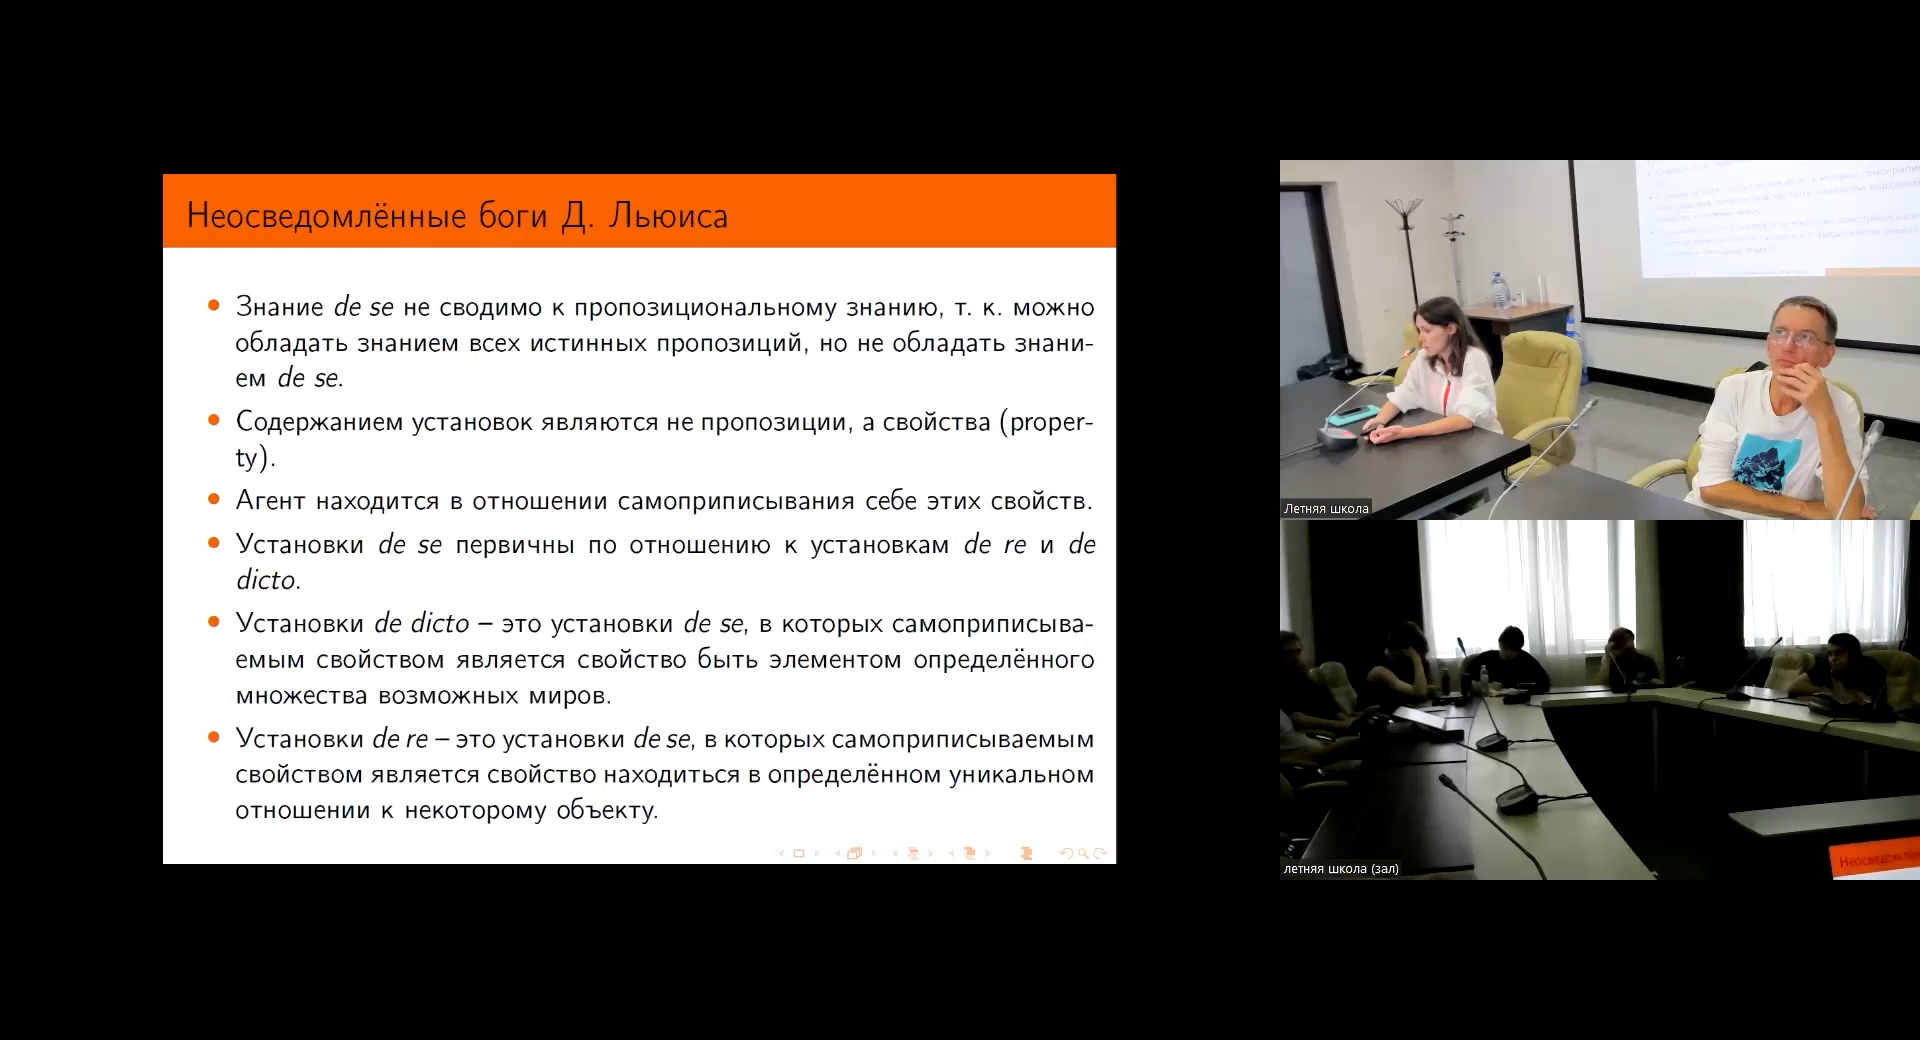 Неосведомлённые боги Д. Льюиса
Знание de se не сводимо к пропозициональному знанию, т. к. можно
обладать знанием всех истинных пропозиций, но не обладать знани-
ем de se.
Содержанием установок являются не пропозиции, а свойства (proper-
ty).
Агент находится в отношении самоприписывания себе этих свойств.
Установки de se первичны по отношению к установкам de re и de
dicto.
Установки de dicto – это установки de se, в которых самоприписыва-
емым свойством является свойство быть элементом определённого
множества возможных миров.
Установки de re – это установки de se, в которых самоприписываемым
свойством является свойство находиться в определённом уникальном
отношении к некоторому объекту.
Летняя школа
летняя школа (зал)